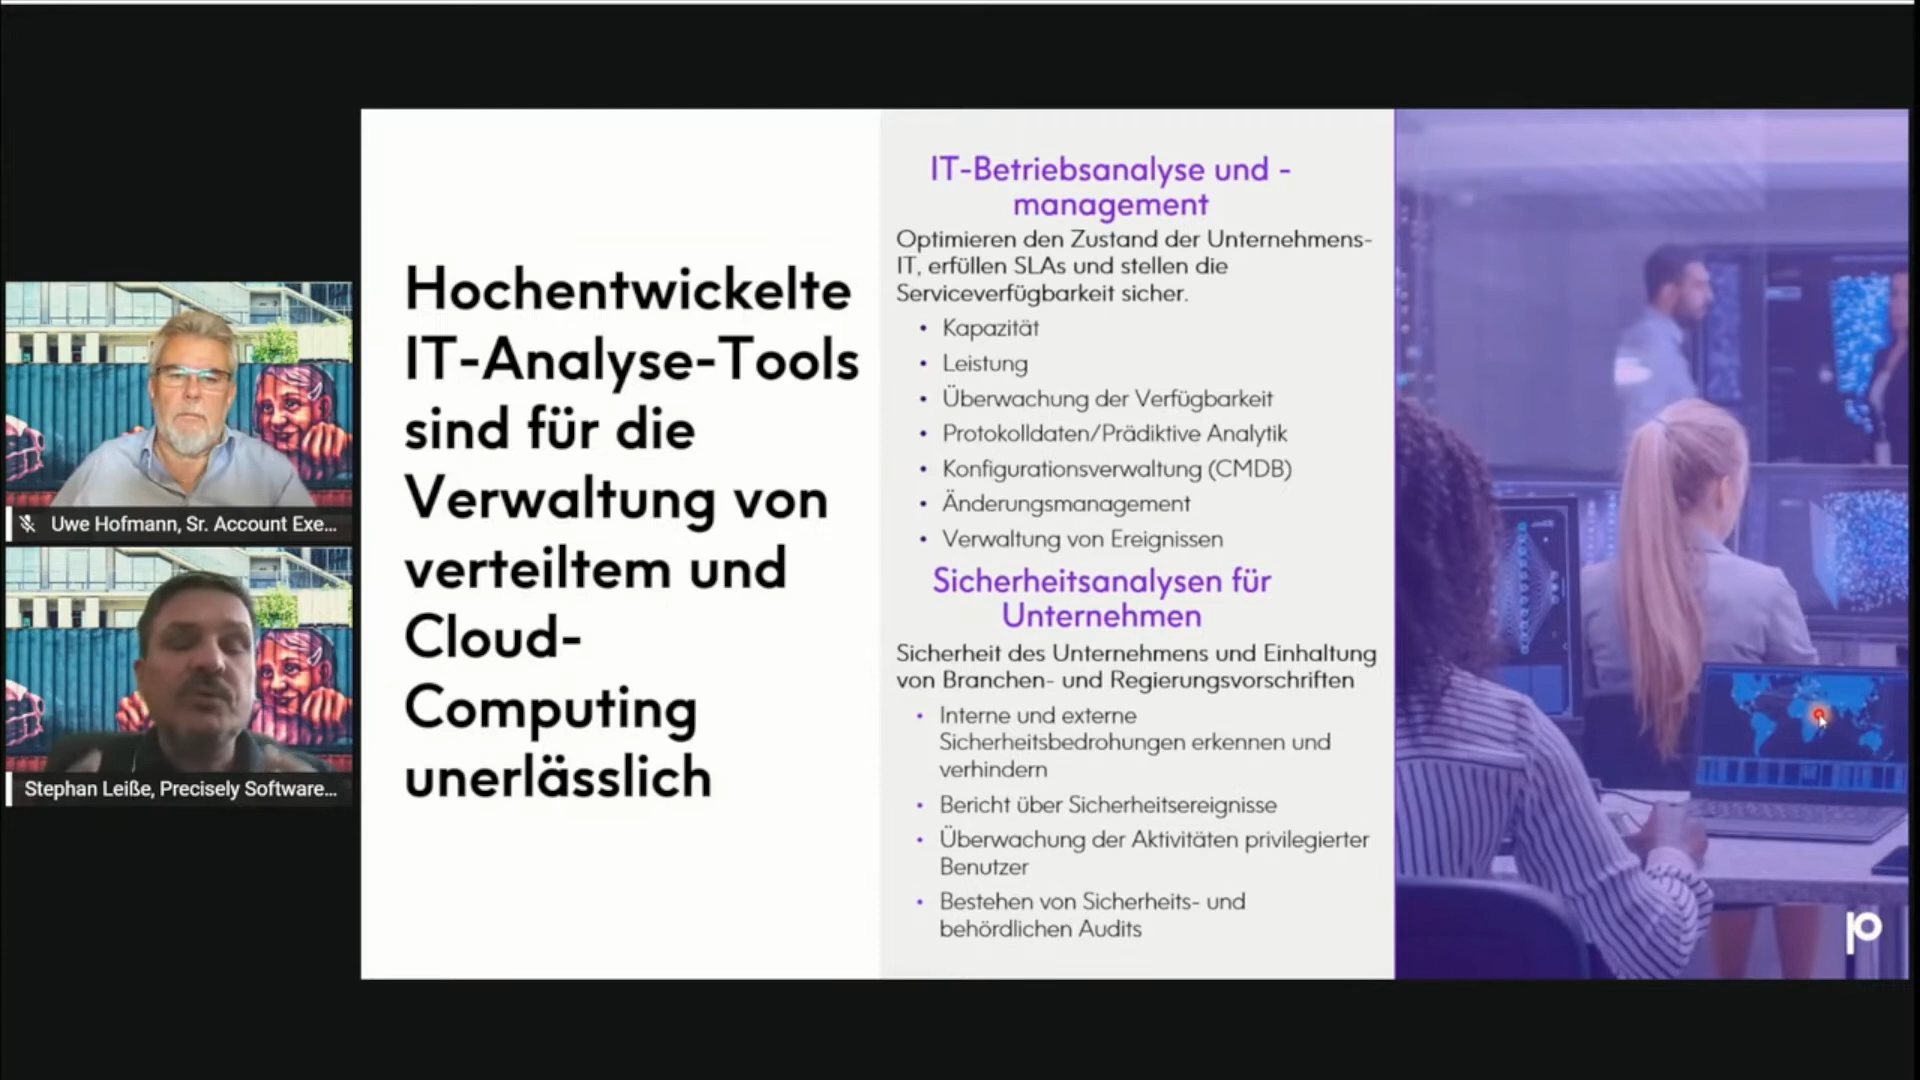 Uwe Hofmann, Sr. Account Exe...
Stephan Leiße, Precisely Software...
Hochentwickelte
IT-Analyse-Tools
sind für die
Verwaltung von
verteiltem und
Cloud-
Computing
unerlässlich
IT-Betriebsanalyse und -
management
Optimieren den Zustand der Unternehmens-
IT, erfüllen SLAs und stellen die
Serviceverfügbarkeit sicher.
• Kapazität
• Leistung
• Überwachung der Verfügbarkeit
• Protokolldaten/Prädiktive Analytik
• Konfigurationsverwaltung (CMDB)
• Änderungsmanagement
• Verwaltung von Ereignissen
Sicherheitsanalysen für
Unternehmen
Sicherheit des Unternehmens und Einhaltung
von Branchen- und Regierungsvorschriften
• Interne und externe
Sicherheitsbedrohungen erkennen und
verhindern
• Bericht über Sicherheitsereignisse
• Überwachung der Aktivitäten privilegierter
Benutzer
• Bestehen von Sicherheits- und
behördlichen Audits
p